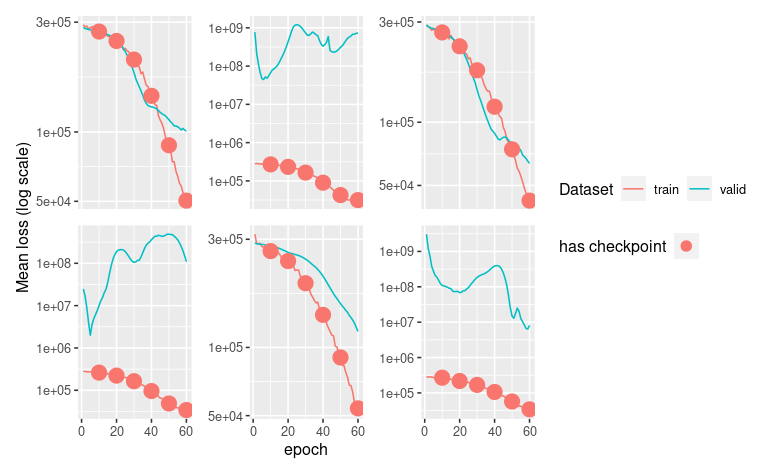 Mean loss (log scale)
3e+05
1e+05
5e+04
1e+09
1e+08
1e+07
1e+06
1e+05
3e+05
1e+05
5e+04
1e+08
1e+07
1e+06
1e+05
0 20 40 60
3e+05
1e+05
5e+04
0 20 40 60
1e+09
1e+08
1e+07
1e+06
1e+05
0 20 40 60
epoch
Dataset train valid
has checkpoint